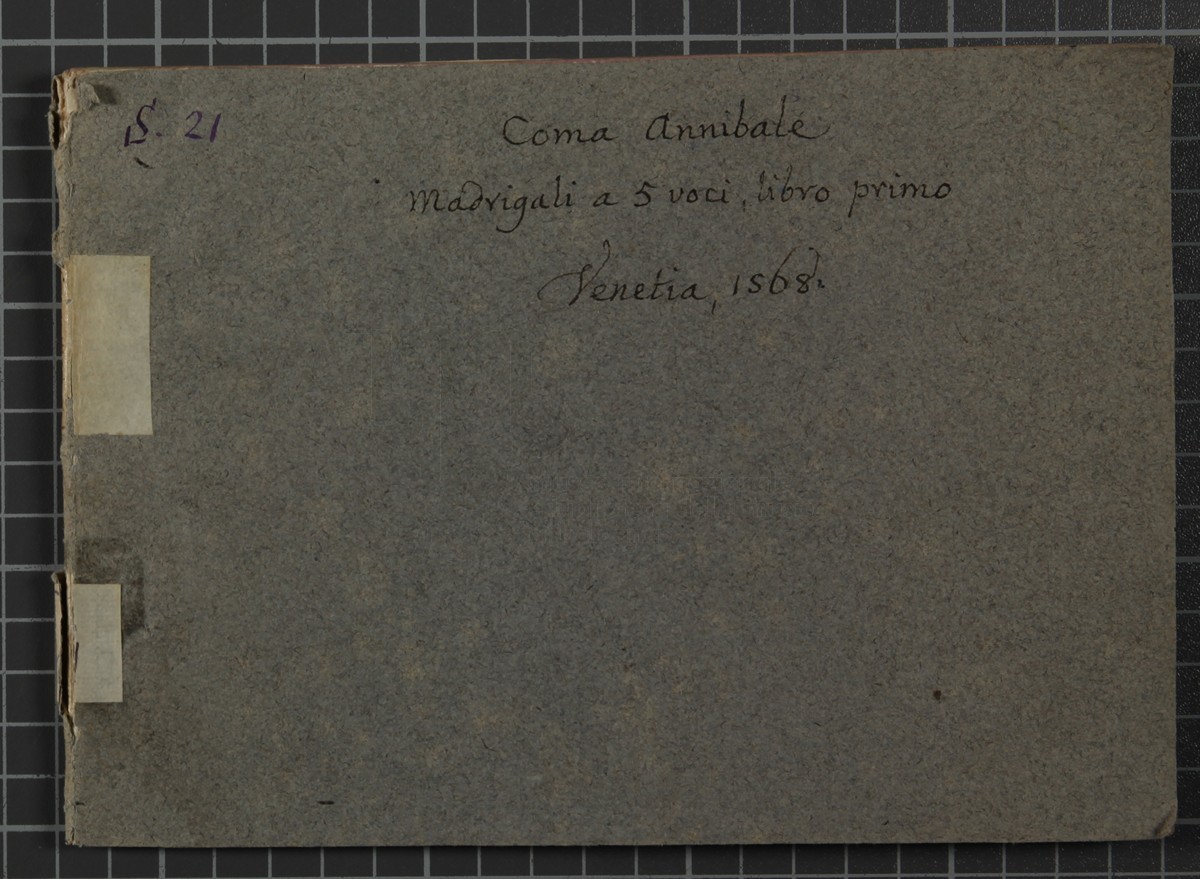 S. 21
Coma Annibale
Madrigali a 5 voci, libro primo
Venetia, 1568.